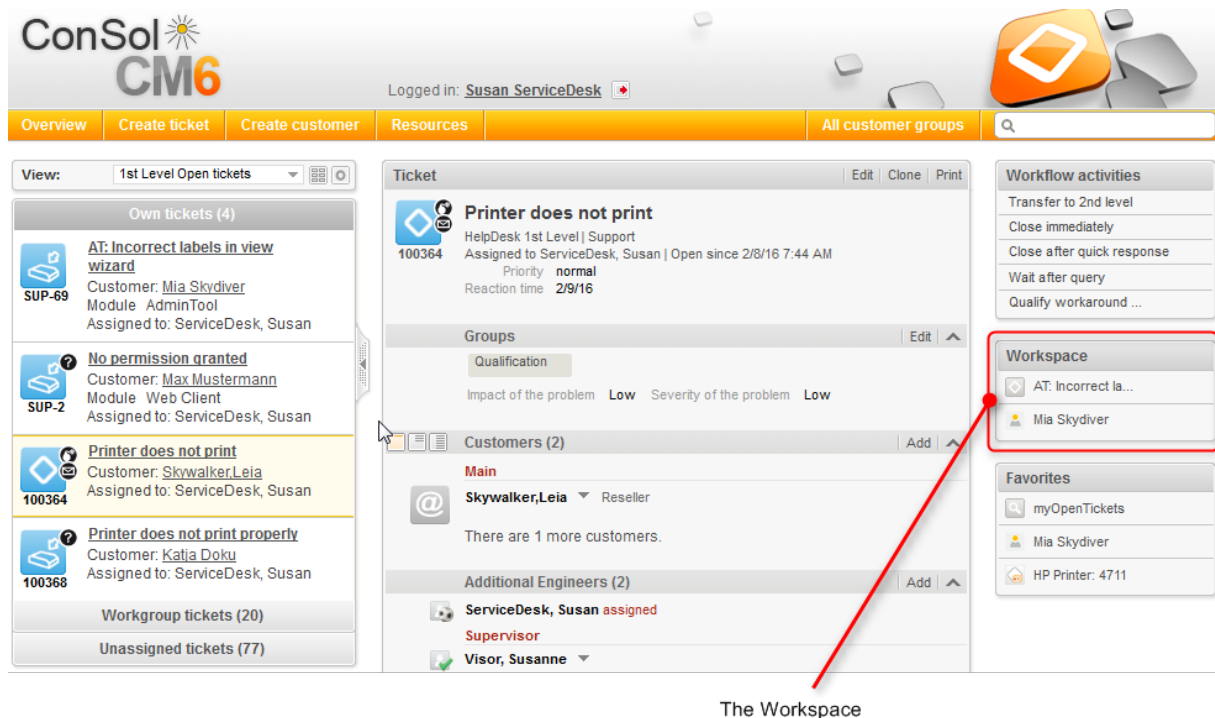 ConSol
CM6
Logged in: Susan ServiceDesk
Overview
Create ticket
Create customer
Resources
All customer groups
View:
1st Level Open tickets
Own tickets (4)
AT: Incorrect labels in view
wizard
Customer: Mia Skydiver
SUP-69
Module AdminTool
Assigned to: ServiceDesk, Susan
No permission granted
Customer: Max Mustermann
Module Web Client
SUP-2
Assigned to: ServiceDesk, Susan
Printer does not print
Customer: Skywalker,Leia
Assigned to: ServiceDesk, Susan
100364
Printer does not print properly
Customer: Katja Doku
Assigned to: ServiceDesk, Susan
100368
Workgroup tickets (20)
Unassigned tickets (77)
Ticket
Edit
Clone
Print
Printer does not print
HelpDesk 1st Level | Support
100364
Assigned to ServiceDesk, Susan | Open since 2/8/16 7:44 AM
Priority normal
Reaction time 2/9/16
Groups
Edit
Qualification
Impact of the problem Low Severity of the problem Low
Customers (2)
Add
Main
@
Skywalker,Leia Reseller
There are 1 more customers.
Additional Engineers (2)
Add
ServiceDesk, Susan assigned
Supervisor
Visor, Susanne
Workflow activities
Transfer to 2nd level
Close immediately
Close after quick response
Wait after query
Qualify workaround ...
Workspace
AT: Incorrect la...
Mia Skydiver
Favorites
myOpenTickets
Mia Skydiver
HP Printer: 4711
The Workspace